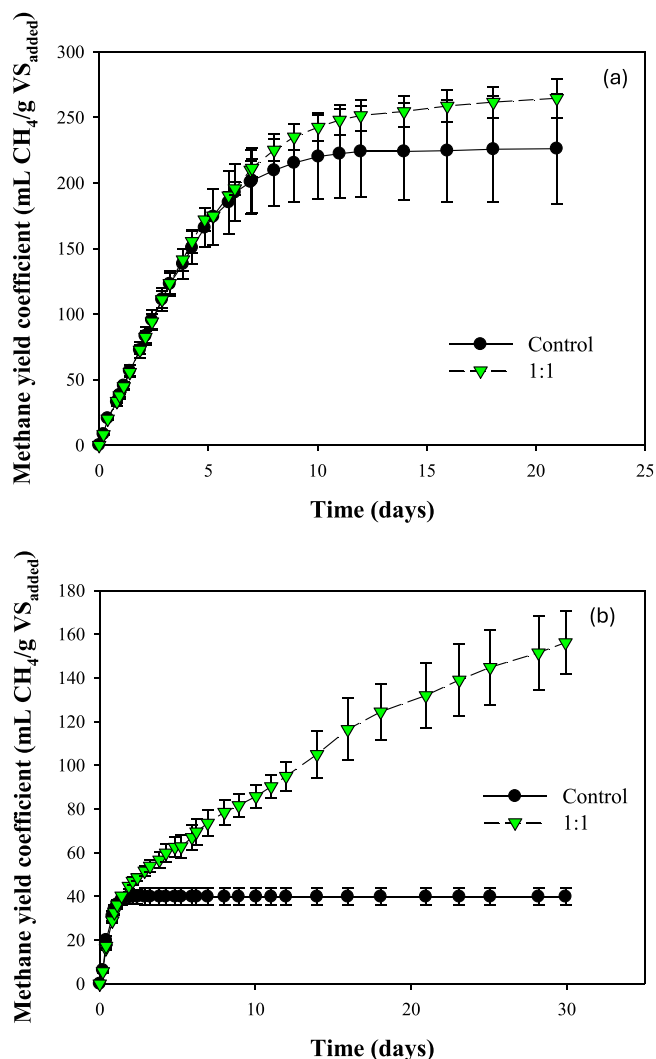 Methane yield coefficient (mL CH4/g VSadded)
300
250
200
150
100
50
0
(a)
Control
1:1
0 5 10 15 20 25
Time (days)
Methane yield coefficient (mL CH4/g VSadded)
180
160
140
120
100
80
60
40
20
0
(b)
Control
1:1
0 10 20 30
Time (days)